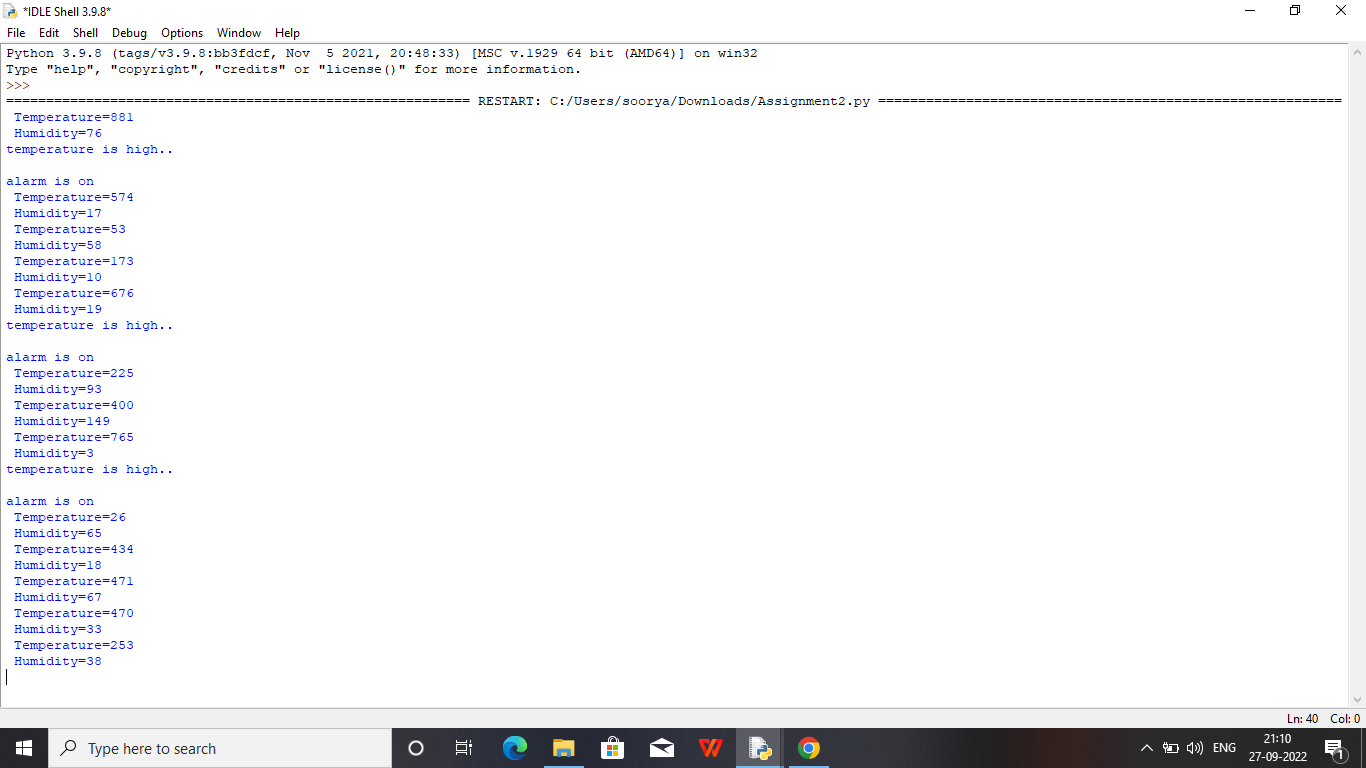 *IDLE Shell 3.9.8*
File Edit Shell Debug Options Window Help
Python 3.9.8 (tags/v3.9.8:bb3fdcf, Nov  5 2021, 20:48:33) [MSC v.1929 64 bit (AMD64)] on win32
Type "help", "copyright", "credits" or "license()" for more information.
>>>
========================================================== RESTART: C:/Users/soorya/Downloads/Assignment2.py ==========================================================
Temperature=881
Humidity=76
temperature is high..
alarm is on
Temperature=574
Humidity=17
Temperature=53
Humidity=58
Temperature=173
Humidity=10
Temperature=676
Humidity=19
temperature is high..
alarm is on
Temperature=225
Humidity=93
Temperature=400
Humidity=149
Temperature=765
Humidity=3
temperature is high..
alarm is on
Temperature=26
Humidity=65
Temperature=434
Humidity=18
Temperature=471
Humidity=67
Temperature=470
Humidity=33
Temperature=253
Humidity=38
Ln: 40 Col: 0
Type here to search
ENG
21:10
27-09-2022
1